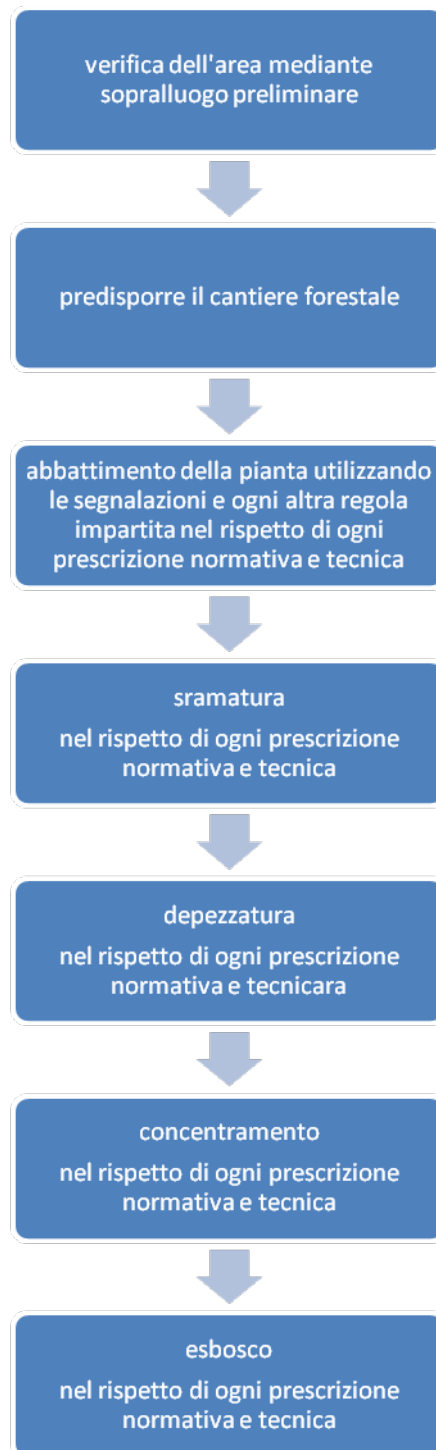 verifica dell'area mediante
sopralluogo preliminare
predisporre il cantiere forestale
abbattimento della pianta utilizzando
le segnalazioni e ogni altra regola
impartita nel rispetto di ogni
prescrizione normativa e tecnica
sramatura
nel rispetto di ogni prescrizione
normativa e tecnica
depezzatura
nel rispetto di ogni prescrizione
normativa e tecnicara
concentramento
nel rispetto di ogni prescrizione
normativa e tecnica
esbosco
nel rispetto di ogni prescrizione
normativa e tecnica